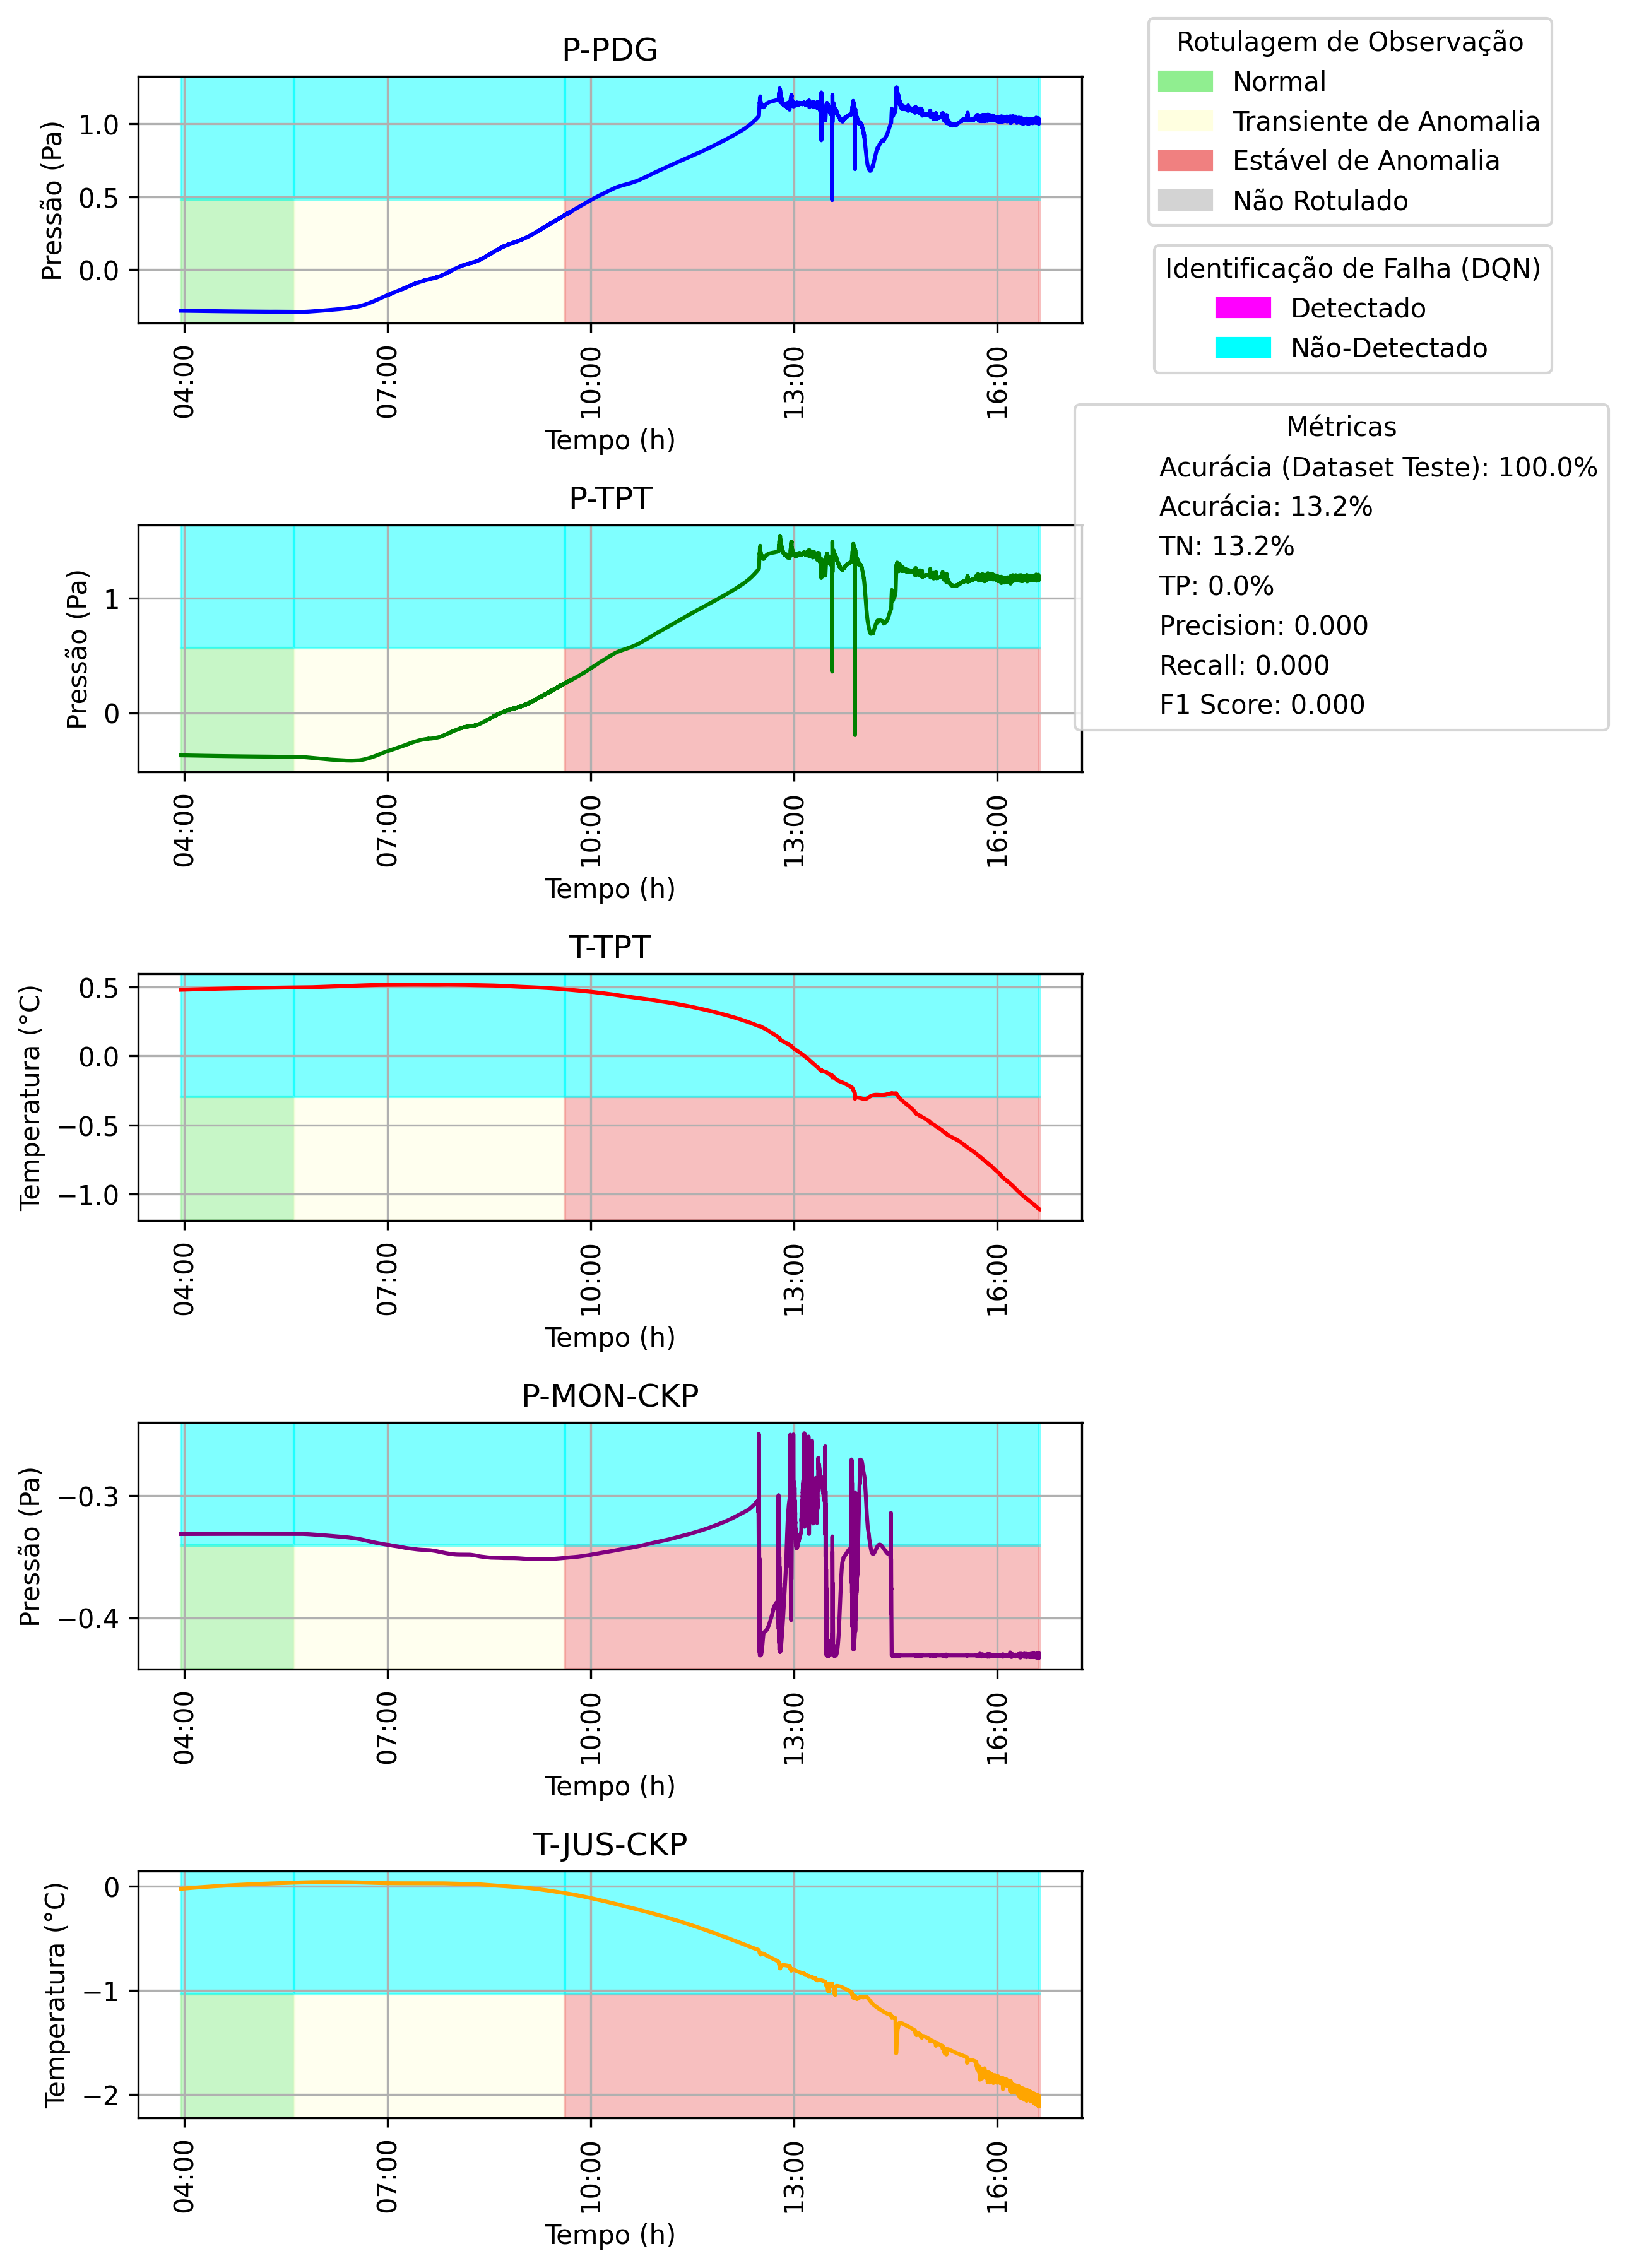 P-PDG
Pressão (Pa)
1.0
0.5
0.0
04:00
07:00
10:00
13:00
16:00
Tempo (h)
Rotulagem de Observação
Normal
Transiente de Anomalia
Estável de Anomalia
Não Rotulado
Identificação de Falha (DQN)
Detectado
Não-Detectado
Métricas
Acurácia (Dataset Teste): 100.0%
Acurácia: 13.2%
TN: 13.2%
TP: 0.0%
Precision: 0.000
Recall: 0.000
F1 Score: 0.000
P-TPT
Pressão (Pa)
1
0
04:00
07:00
10:00
13:00
16:00
Tempo (h)
T-TPT
Temperatura (°C)
0.5
0.0
−0.5
−1.0
04:00
07:00
10:00
13:00
16:00
Tempo (h)
P-MON-CKP
Pressão (Pa)
−0.3
−0.4
04:00
07:00
10:00
13:00
16:00
Tempo (h)
T-JUS-CKP
Temperatura (°C)
0
−1
−2
04:00
07:00
10:00
13:00
16:00
Tempo (h)